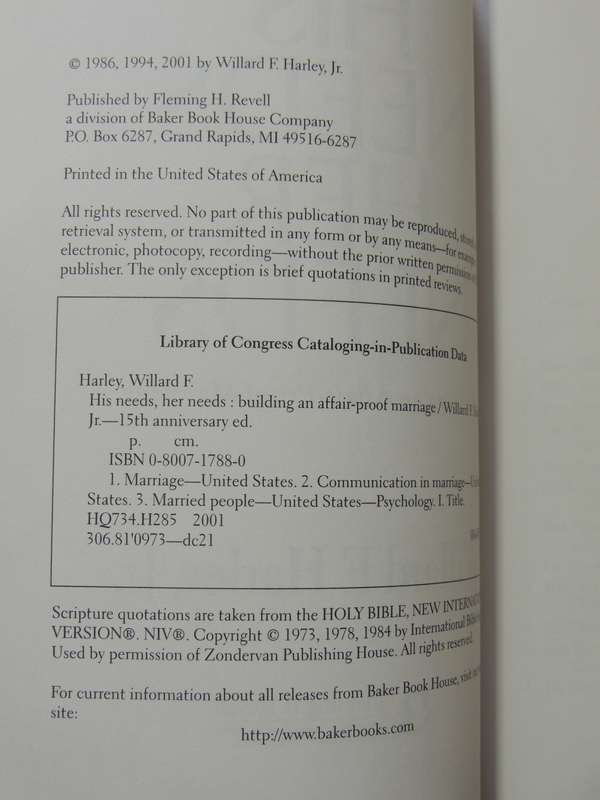 © 1986, 1994, 2001 by Willard F. Harley, Jr.
Published by Fleming H. Revell
a division of Baker Book House Company
P.O. Box 6287, Grand Rapids, MI 49516-6287
Printed in the United States of America
All rights reserved. No part of this publication may be reproduced,
retrieval system, or transmitted in any form or by any means—for
electronic, photocopy, recording—without the prior written permission
publisher. The only exception is brief quotations in printed reviews.
Library of Congress Cataloging-in-Publication Data
Harley, Willard F.
His needs, her needs : building an affair-proof marriage / Willard F.
Jr.—15th anniversary ed.
p. cm.
ISBN 0-8007-1788-0
1. Marriage—United States. 2. Communication in marriage—
States. 3. Married people—United States—Psychology. I. Title.
HQ734.H285 2001
306.81'0973—dc21
Scripture quotations are taken from the HOLY BIBLE, NEW
VERSION®. NIV®. Copyright © 1973, 1978, 1984 by International
Used by permission of Zondervan Publishing House. All rights reserved.
For current information about all releases from Baker Book House, visit
site:
http://www.bakerbooks.com